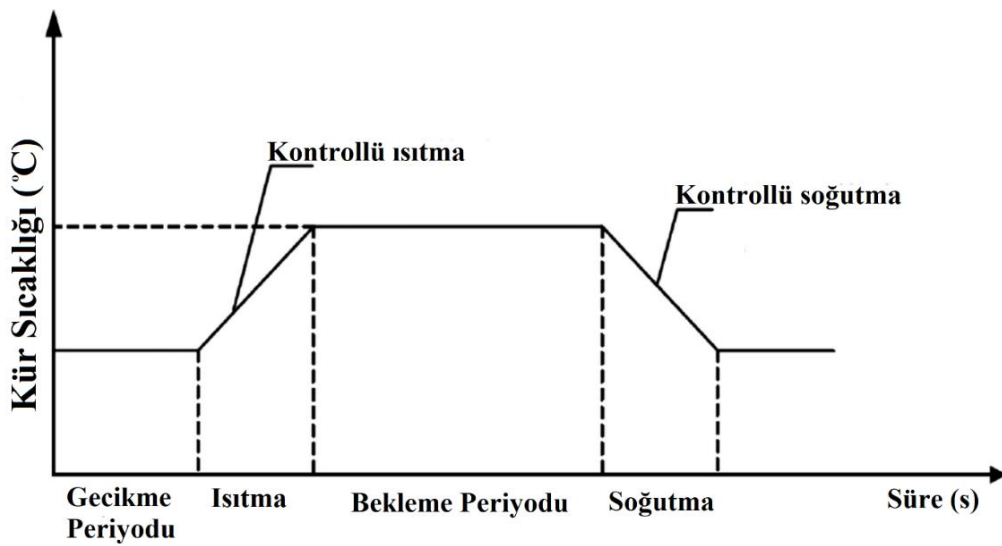 Kür Sıcaklığı (°C)
Kontrollü ısıtma
Kontrollü soğutma
Gecikme
Periyodu
Isıtma
Bekleme Periyodu
Soğutma
Süre (s)